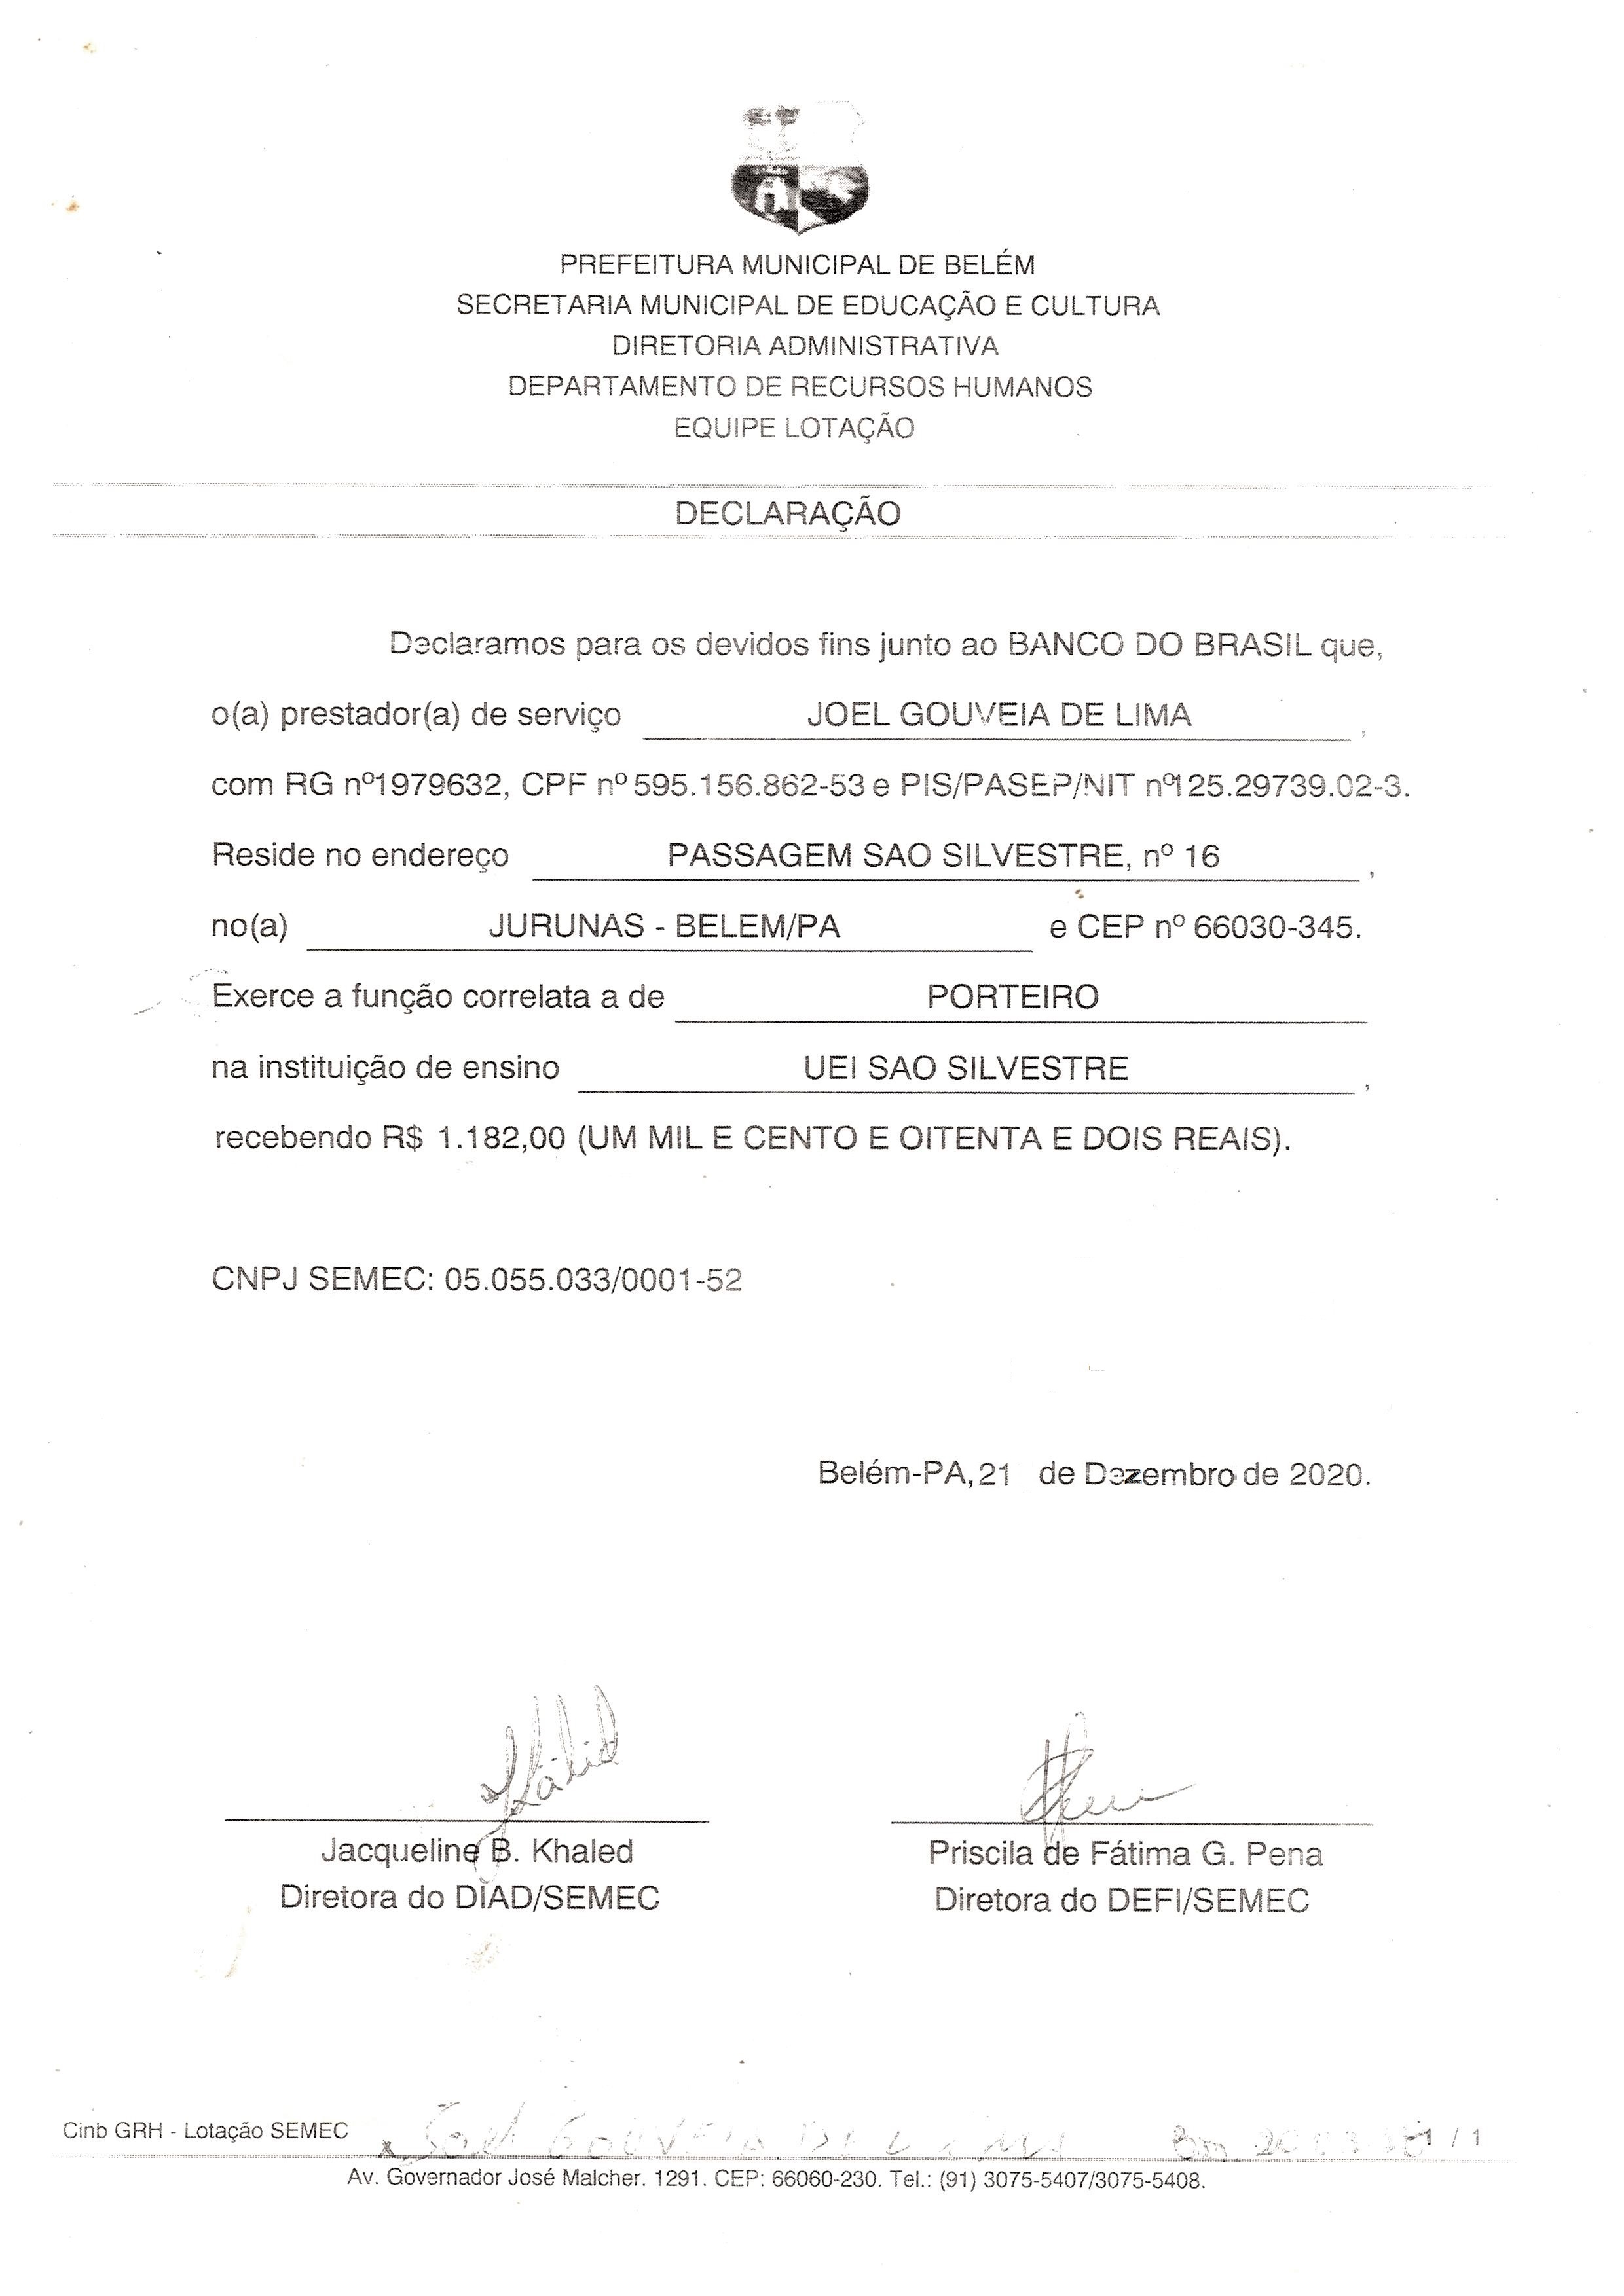 PREFEITURA MUNICIPAL DE BELÉM
SECRETARIA MUNICIPAL DE EDUCAÇÃO E CULTURA
DIRETORIA ADMINISTRATIVA
DEPARTAMENTO DE RECURSOS HUMANOS
EQUIPE LOTAÇÃO
DECLARAÇÃO
Declaramos para os devidos fins junto ao BANCO DO BRASIL que,
o(a) prestador(a) de serviço JOEL GOUVEIA DE LIMA ,
com RG nº1979632, CPF nº 595.156.862-53 e PIS/PASEP/NIT nº125.29739.02-3.
Reside no endereço PASSAGEM SAO SILVESTRE, nº 16 ,
no(a) JURUNAS - BELEM/PA e CEP nº 66030-345.
Exerce a função correlata a de PORTEIRO
na instituição de ensino UEI SAO SILVESTRE ,
recebendo R$ 1.182,00 (UM MIL E CENTO E OITENTA E DOIS REAIS).
CNPJ SEMEC: 05.055.033/0001-52
Belém-PA, 21 de Dezembro de 2020.
Jacqueline B. Khaled Priscila de Fátima G. Pena
Diretora do DIAD/SEMEC Diretora do DEFI/SEMEC
Cinb GRH - Lotação SEMEC Joel GOUVEIA DE LIMA 1 / 1
Av. Governador José Malcher. 1291. CEP: 66060-230. Tel.: (91) 3075-5407/3075-5408.